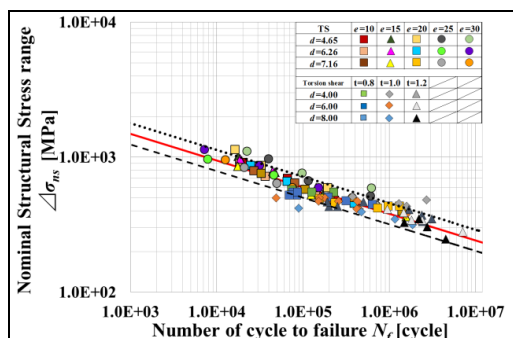 Nominal Structural Stress range
⊿σns [MPa]
1.0E+04
1.0E+03
1.0E+02
1.0E+03 1.0E+04 1.0E+05 1.0E+06 1.0E+07
Number of cycle to failure Nf [cycle]
TS e=10 e=15 e=20 e=25 e=30
d=4.65
d=6.26
d=7.16
Torsion shear t=0.8 t=1.0 t=1.2
d=4.00
d=6.00
d=8.00